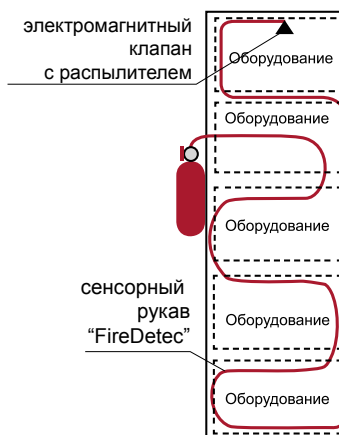 электромагнитный
клапан
с распылителем
Оборудование
Оборудование
Оборудование
сенсорный
рукав
“FireDetec”
Оборудование
Оборудование